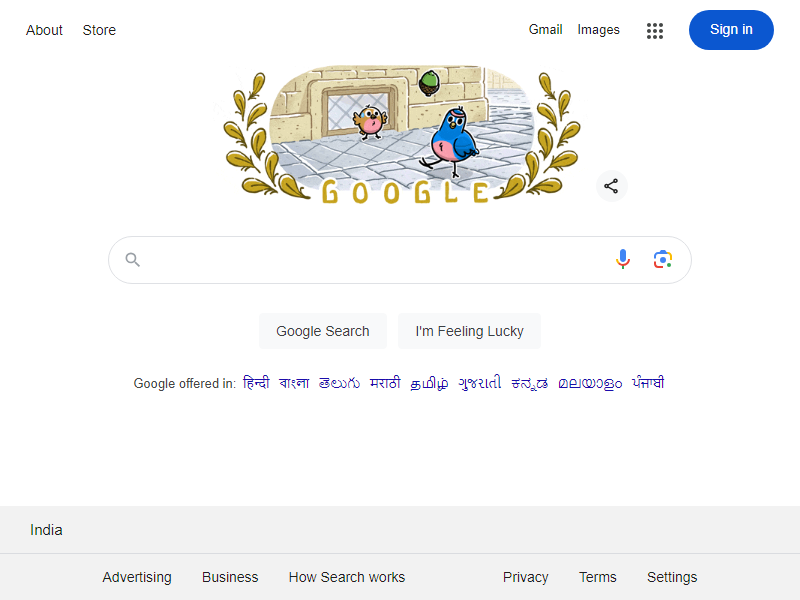 About Store Gmail Images Sign in
GOOGLE
Google Search I'm Feeling Lucky
Google offered in: हिन्दी বাংলা తెలుగు मराठी தமிழ் ગુજરાતી ಕನ್ನಡ മലയാളം ਪੰਜਾਬੀ
India
Advertising Business How Search works Privacy Terms Settings